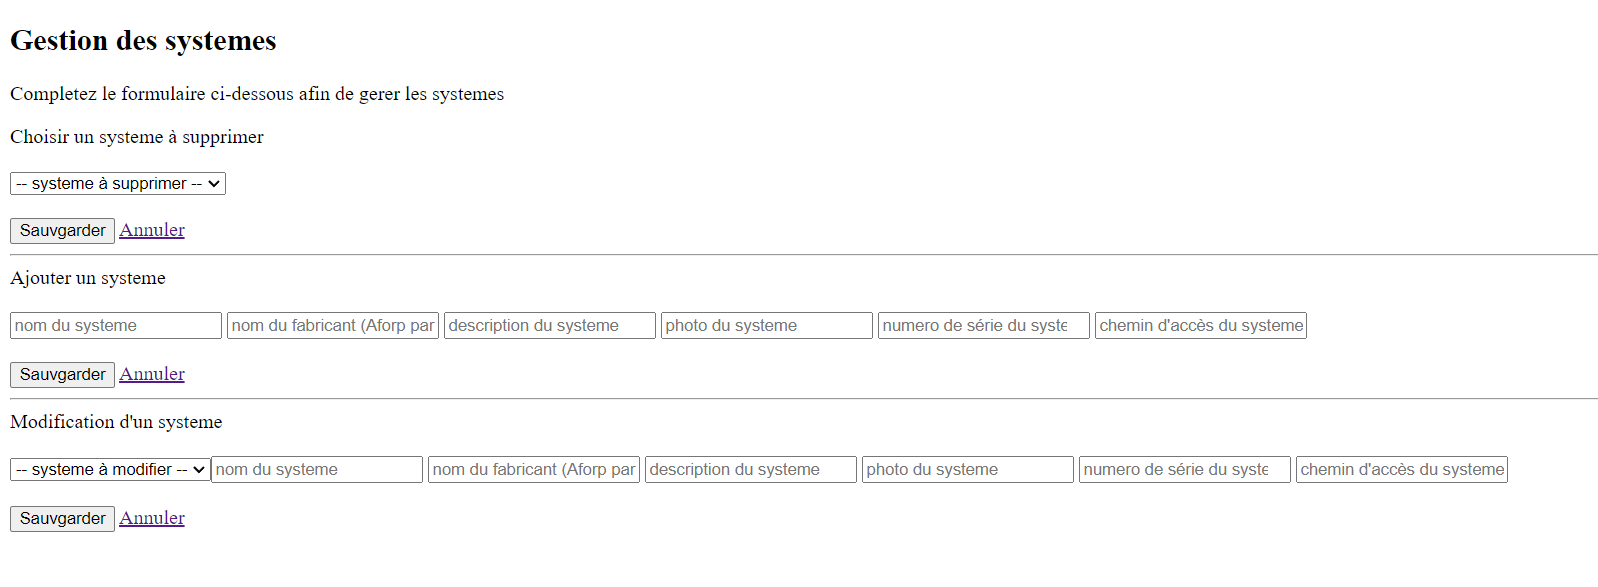 Gestion des systemes
Completez le formulaire ci-dessous afin de gerer les systemes
Choisir un systeme à supprimer
-- systeme à supprimer --
Sauvgarder Annuler
Ajouter un systeme
nom du systeme nom du fabricant (Aforp par description du systeme photo du systeme numero de série du syste chemin d'accès du systeme
Sauvgarder Annuler
Modification d'un systeme
-- systeme à modifier -- nom du systeme nom du fabricant (Aforp par description du systeme photo du systeme numero de série du syste chemin d'accès du systeme
Sauvgarder Annuler